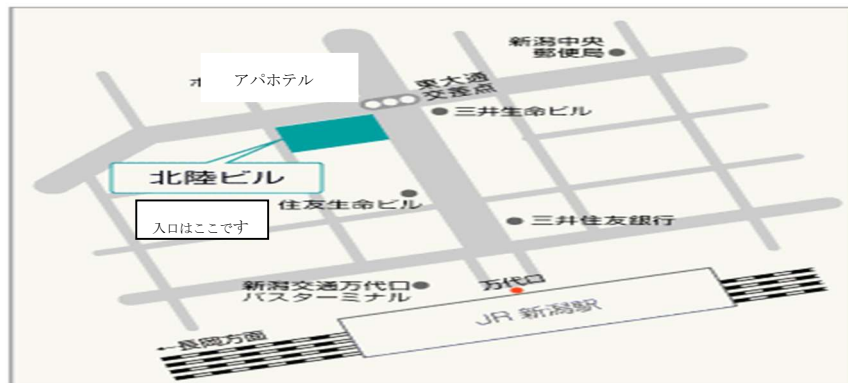 新潟中央
郵便局
アパホテル
東大通
交差点
三井生命ビル
北陸ビル
住友生命ビル
入口はここです
三井住友銀行
新潟交通万代口
バスターミナル
万代口
JR 新潟駅
←長岡方面